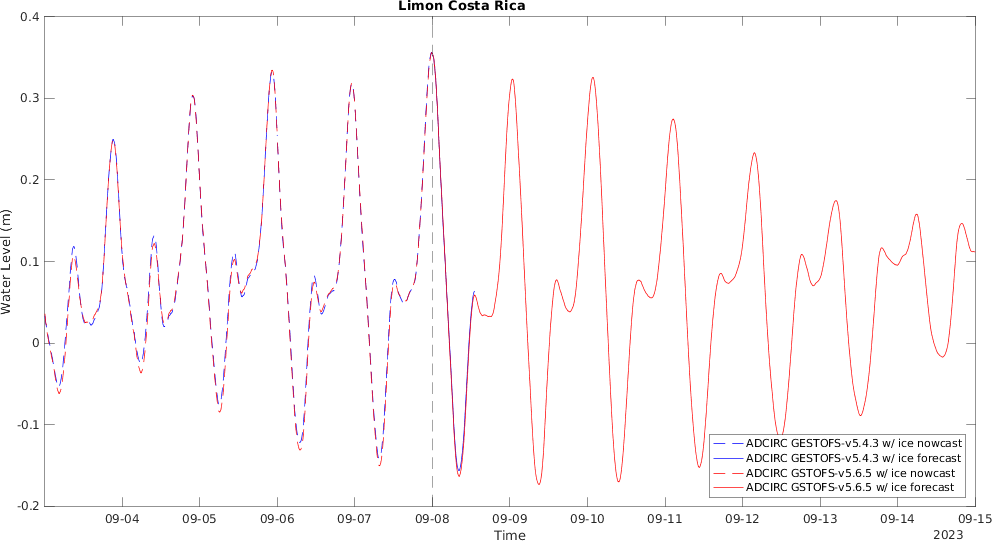 Limon Costa Rica
0.4
0.3
0.2
0.1
0
-0.1
-0.2
Water Level (m)
ADCIRC GESTOFS-v5.4.3 w/ ice nowcast
ADCIRC GESTOFS-v5.4.3 w/ ice forecast
ADCIRC GSTOFS-v5.6.5 w/ ice nowcast
ADCIRC GSTOFS-v5.6.5 w/ ice forecast
09-04 09-05 09-06 09-07 09-08 09-09 09-10 09-11 09-12 09-13 09-14 09-15
Time
2023